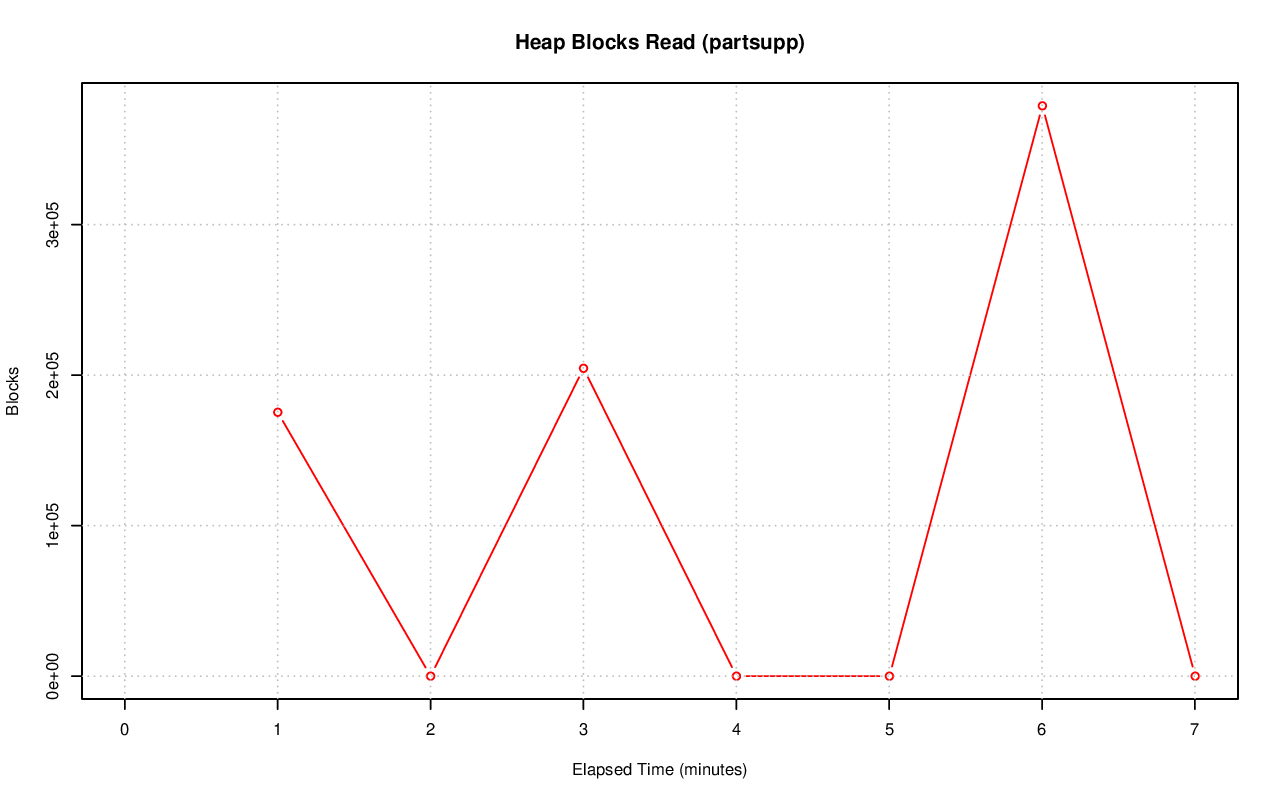 Heap Blocks Read (partsupp)
Blocks
3e+05
2e+05
1e+05
0e+00
0 1 2 3 4 5 6 7
Elapsed Time (minutes)